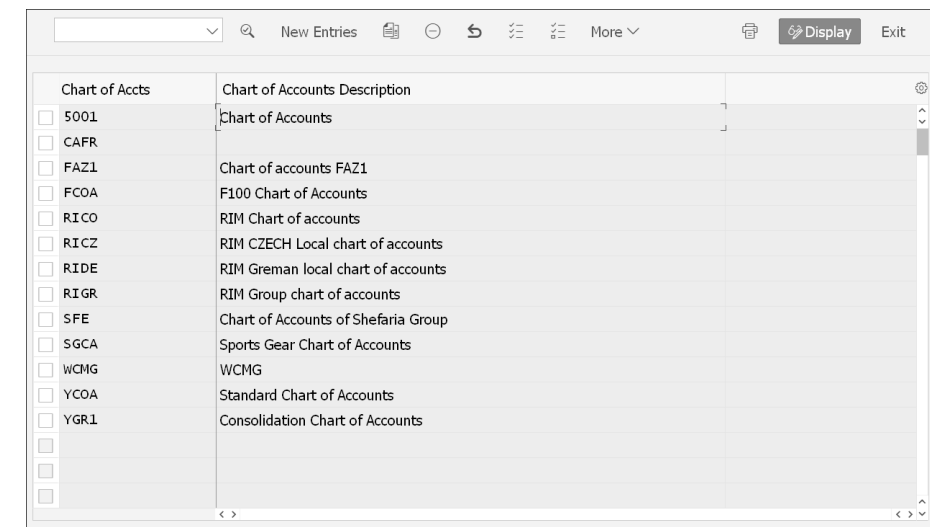 New Entries More Display Exit
Chart of Accts Chart of Accounts Description
5001 Chart of Accounts
CAFR
FAZ1 Chart of accounts FAZ1
FCOA F100 Chart of Accounts
RICO RIM Chart of accounts
RICZ RIM CZECH Local chart of accounts
RIDE RIM Greman local chart of accounts
RIGR RIM Group chart of accounts
SFE Chart of Accounts of Shefaria Group
SGCA Sports Gear Chart of Accounts
WCMG WCMG
YCOA Standard Chart of Accounts
YGR1 Consolidation Chart of Accounts